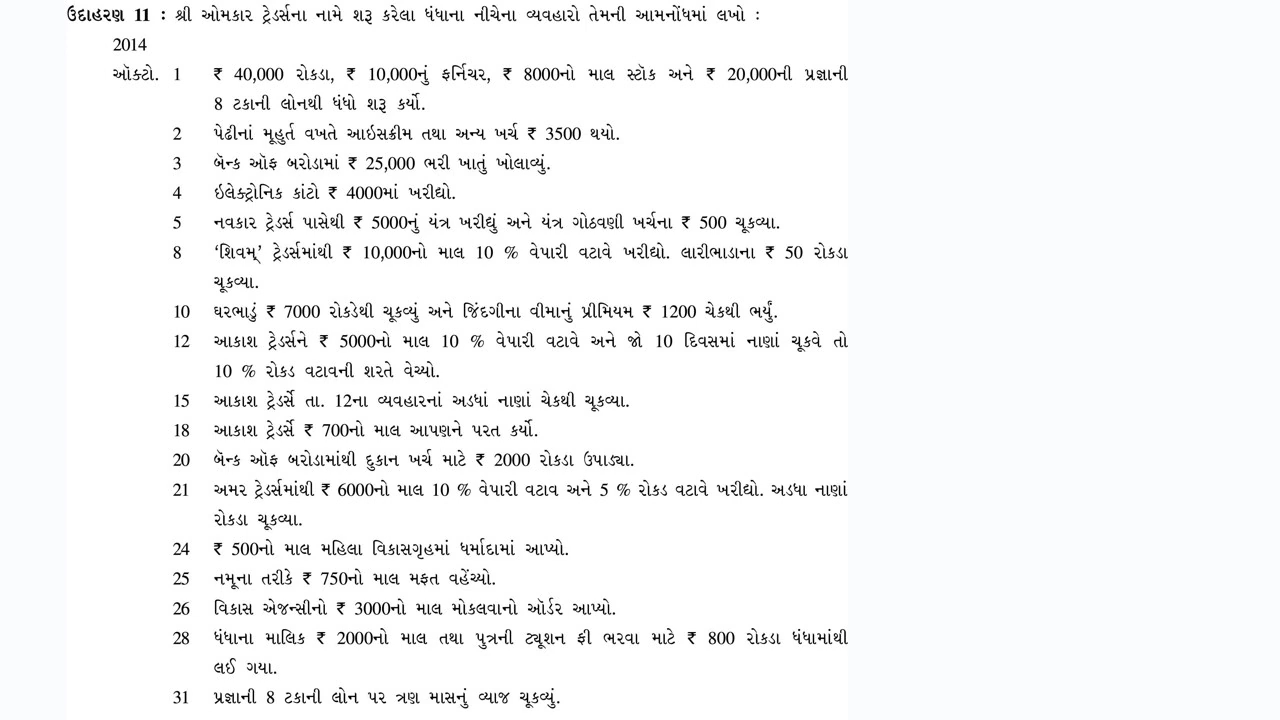 ઉદાહરણ 11 : શ્રી ઓમકાર ટ્રેડર્સના નામે શરૂ કરેલા ધંધાના નીચેના વ્યવહારો તેમની આમનોંધમાં લખો :
2014
ઑક્ટો. 1 ₹ 40,000 રોકડા, ₹ 10,000નું ફર્નિચર, ₹ 8000નો માલ સ્ટૉક અને ₹ 20,000ની પ્રજ્ઞાની
8 ટકાની લોનથી ધંધો શરૂ કર્યો.
2 પેઢીનાં મૂહુર્ત વખતે આઇસક્રીમ તથા અન્ય ખર્ચ ₹ 3500 થયો.
3 બૅન્ક ઑફ બરોડામાં ₹ 25,000 ભરી ખાતું ખોલાવ્યું.
4 ઇલેક્ટ્રોનિક કાંટો ₹ 4000માં ખરીદ્યો.
5 નવકાર ટ્રેડર્સ પાસેથી ₹ 5000નું યંત્ર ખરીદ્યું અને યંત્ર ગોઠવણી ખર્ચના ₹ 500 ચૂકવ્યા.
8 ‘શિવમ્’ ટ્રેડર્સમાંથી ₹ 10,000નો માલ 10 % વેપારી વટાવે ખરીદ્યો. લારીભાડાના ₹ 50 રોકડા
ચૂકવ્યા.
10 ઘરભાડું ₹ 7000 રોકડેથી ચૂકવ્યું અને જિંદગીના વીમાનું પ્રીમિયમ ₹ 1200 ચેકથી ભર્યું.
12 આકાશ ટ્રેડર્સને ₹ 5000નો માલ 10 % વેપારી વટાવે અને જો 10 દિવસમાં નાણાં ચૂકવે તો
10 % રોકડ વટાવની શરતે વેચ્યો.
15 આકાશ ટ્રેડર્સે તા. 12ના વ્યવહારનાં અડધાં નાણાં ચેકથી ચૂકવ્યા.
18 આકાશ ટ્રેડર્સે ₹ 700નો માલ આપણને પરત કર્યો.
20 બૅન્ક ઑફ બરોડામાંથી દુકાન ખર્ચ માટે ₹ 2000 રોકડા ઉપાડ્યા.
21 અમર ટ્રેડર્સમાંથી ₹ 6000નો માલ 10 % વેપારી વટાવ અને 5 % રોકડ વટાવે ખરીદ્યો. અડધા નાણાં
રોકડા ચૂકવ્યા.
24 ₹ 500નો માલ મહિલા વિકાસગૃહમાં ધર્માદામાં આપ્યો.
25 નમૂના તરીકે ₹ 750નો માલ મફત વહેંચ્યો.
26 વિકાસ એજન્સીનો ₹ 3000નો માલ મોકલવાનો ઑર્ડર આપ્યો.
28 ધંધાના માલિક ₹ 2000નો માલ તથા પુત્રની ટ્યૂશન ફી ભરવા માટે ₹ 800 રોકડા ધંધામાંથી
લઈ ગયા.
31 પ્રજ્ઞાની 8 ટકાની લોન પર ત્રણ માસનું વ્યાજ ચૂકવ્યું.